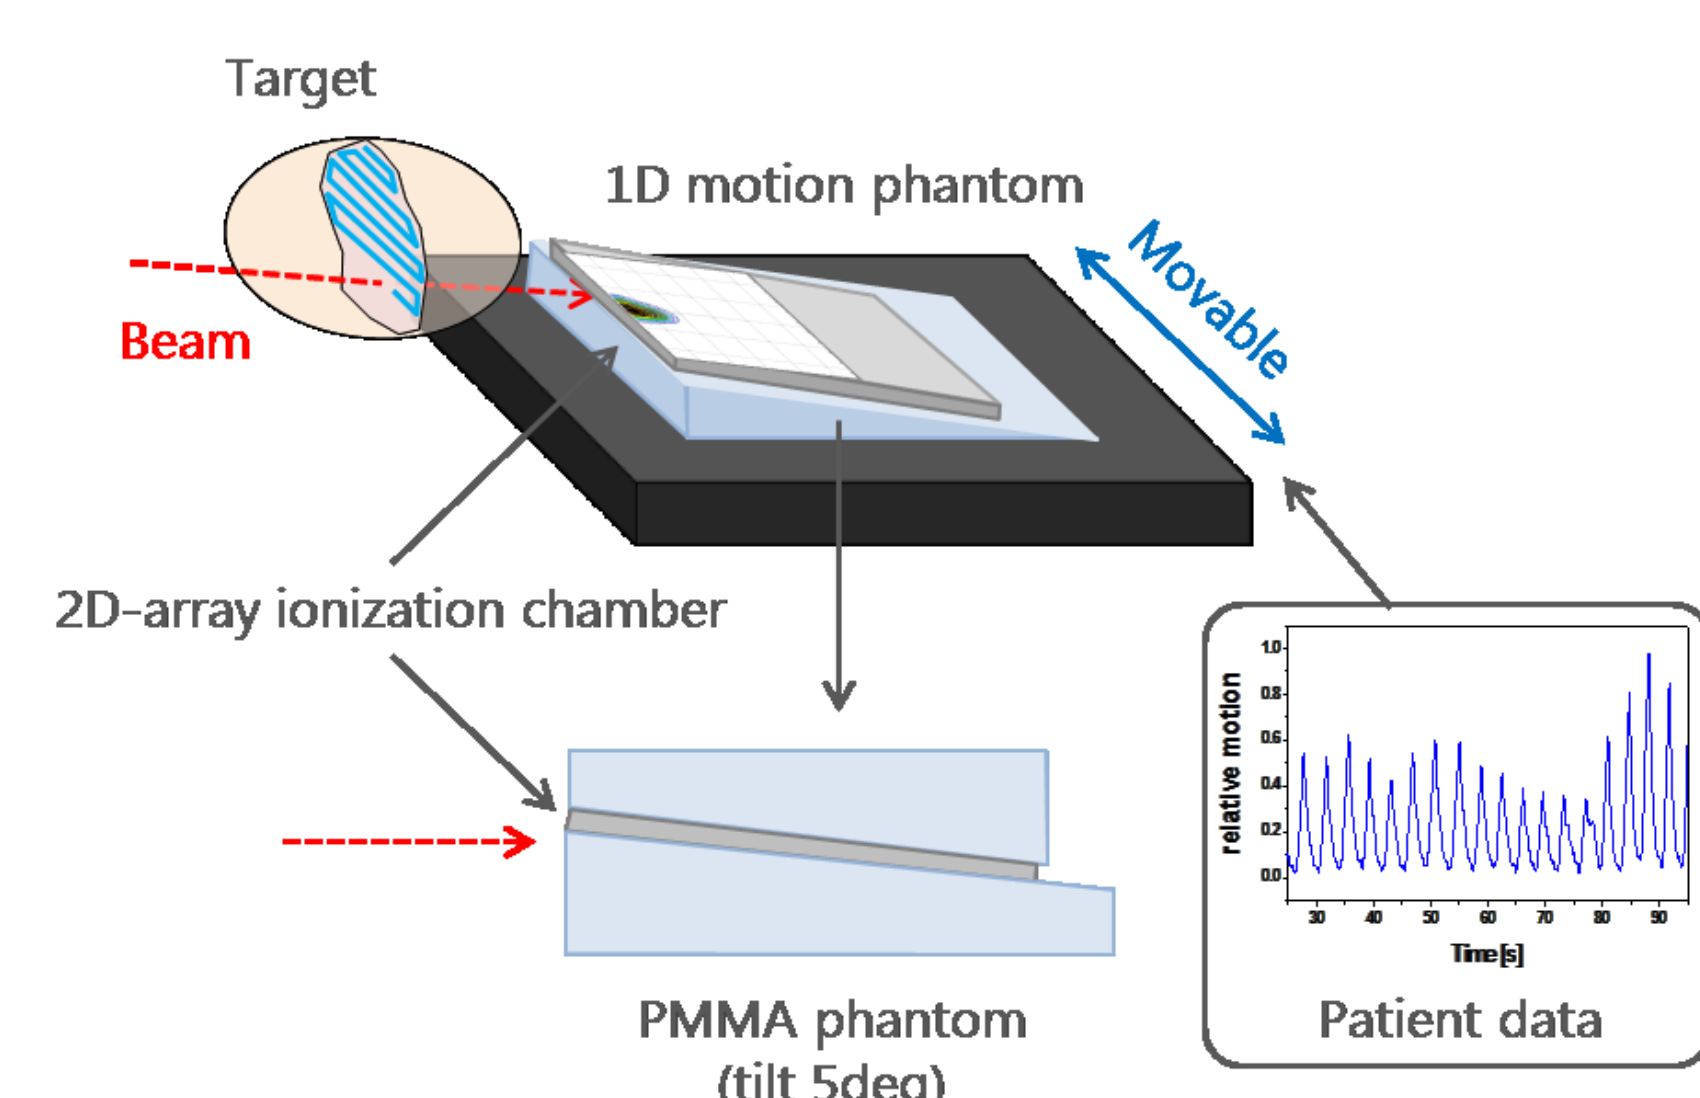 Target
1D motion phantom
Movable
Beam
2D-array ionization chamber
PMMA phantom
(tilt 5deg)
relative motion
1.0
0.8
0.6
0.4
0.2
0.0
30 40 50 60 70 80 90
Time[s]
Patient data